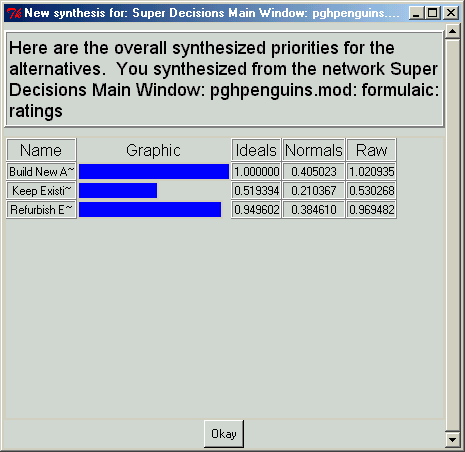 New synthesis for: Super Decisions Main Window: pghpenguins....
Here are the overall synthesized priorities for the
alternatives. You synthesized from the network Super
Decisions Main Window: pghpenguins.mod: formulaic:
ratings
Name Graphic Ideals Normals Raw
Build New A~ 1.000000 0.405023 1.020935
Keep Existi~ 0.519394 0.210367 0.530268
Refurbish E~ 0.949602 0.384610 0.969482
Okay